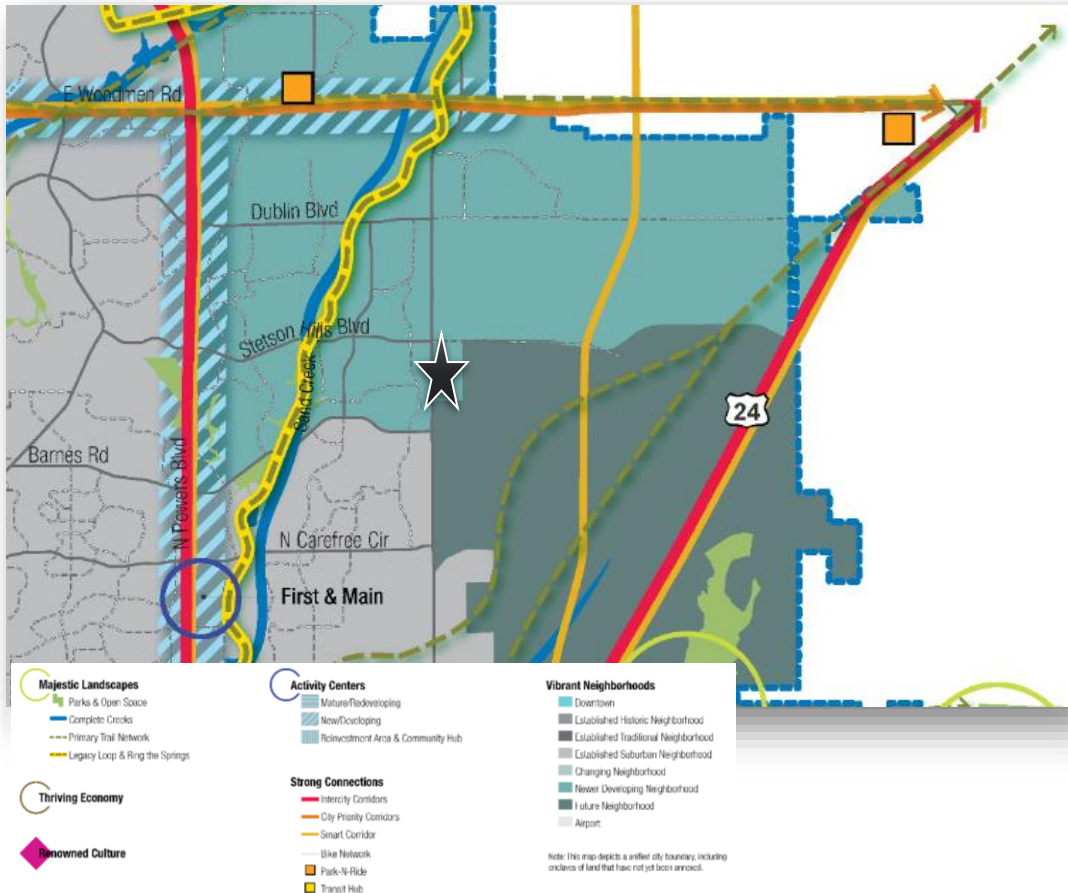 E Woodmen Rd
Dublin Blvd
Stetson Hills Blvd
Sand Creek
24
Barnes Rd
N Powers Blvd
N Carefree Cir
First & Main
Majestic Landscapes
Parks & Open Space
Complete Creeks
Primary Trail Network
Legacy Loop & Ring the Springs
Thriving Economy
Renowned Culture
Activity Centers
Mature/Redeveloping
New/Developing
Reinvestment Area & Community Hub
Strong Connections
Intercity Corridors
City Priority Corridors
Smart Corridor
Bike Network
Park-N-Ride
Transit Hub
Vibrant Neighborhoods
Downtown
Established Historic Neighborhood
Established Traditional Neighborhood
Established Suburban Neighborhood
Changing Neighborhood
Newer Developing Neighborhood
Future Neighborhood
Airport
Note: This map depicts a unified city boundary, including
enclaves of land that have not yet been annexed.